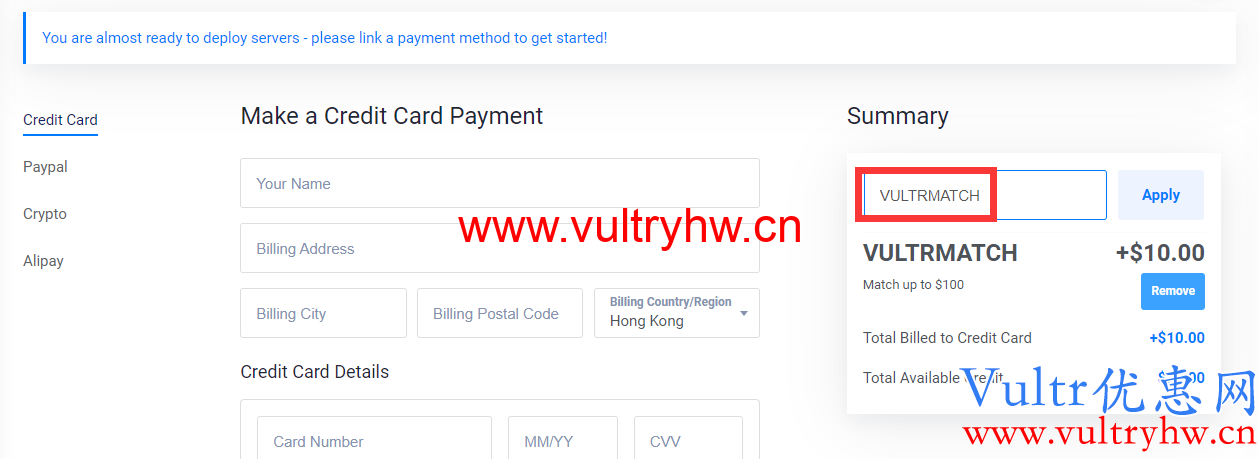 You are almost ready to deploy servers - please link a payment method to get started!
Credit Card
Paypal
Crypto
Alipay
Make a Credit Card Payment
Your Name
Billing Address
Billing City
Billing Postal Code
Billing Country/Region
Hong Kong
Credit Card Details
Card Number
MM/YY
CVV
www.vultryhw.cn
Summary
VULTRMATCH
Apply
VULTRMATCH
+$10.00
Match up to $100
Remove
Total Billed to Credit Card
+$10.00
Total Available Credit
Vultr优惠网
www.vultryhw.cn